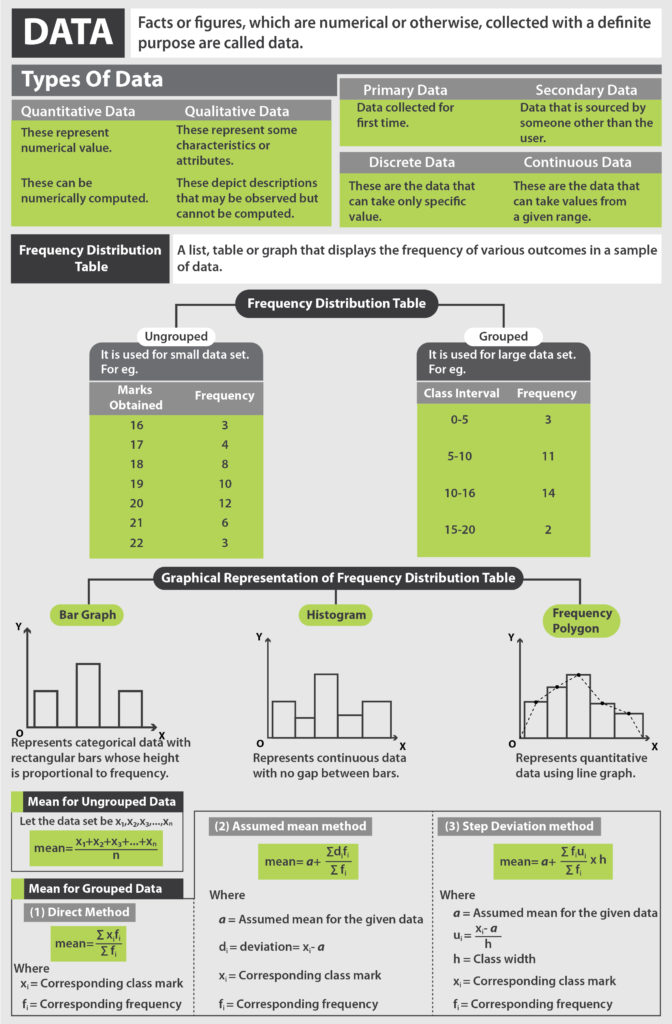 DATA
Facts or figures, which are numerical or otherwise, collected with a definite
purpose are called data.
Types Of Data
Quantitative Data
These represent
numerical value.
These can be
numerically computed.
Qualitative Data
These represent some
characteristics or
attributes.
These depict descriptions
that may be observed but
cannot be computed.
Primary Data
Data collected for
first time.
Secondary Data
Data that is sourced by
someone other than the
user.
Discrete Data
These are the data that
can take only specific
value.
Continuous Data
These are the data that
can take values from
a given range.
Frequency Distribution
Table
A list, table or graph that displays the frequency of various outcomes in a sample
of data.
Frequency Distribution Table
Ungrouped
It is used for small data set.
For eg.
Marks
Obtained Frequency
16 3
17 4
18 8
19 10
20 12
21 6
22 3
Grouped
It is used for large data set.
For eg.
Class Interval Frequency
0-5 3
5-10 11
10-16 14
15-20 2
Graphical Representation of Frequency Distribution Table
Bar Graph
Y
O
X
Represents categorical data with
rectangular bars whose height
is proportional to frequency.
Histogram
Y
O
X
Represents continuous data
with no gap between bars.
Frequency
Polygon
Y
O
X
Represents quantitative
data using line graph.
Mean for Ungrouped Data
Let the data set be x₁,x₂,x₃,...,xₙ
mean= x₁+x₂+x₃+...+xₙ / n
Mean for Grouped Data
(1) Direct Method
mean= Σ xᵢfᵢ / Σ fᵢ
Where
xᵢ = Corresponding class mark
fᵢ = Corresponding frequency
(2) Assumed mean method
mean= a+ Σdᵢfᵢ / Σ fᵢ
Where
a = Assumed mean for the given data
dᵢ = deviation= xᵢ- a
xᵢ = Corresponding class mark
fᵢ = Corresponding frequency
(3) Step Deviation method
mean= a+ Σ fᵢuᵢ / Σ fᵢ x h
Where
a = Assumed mean for the given data
uᵢ = xᵢ- a / h
h = Class width
xᵢ = Corresponding class mark
fᵢ = Corresponding frequency